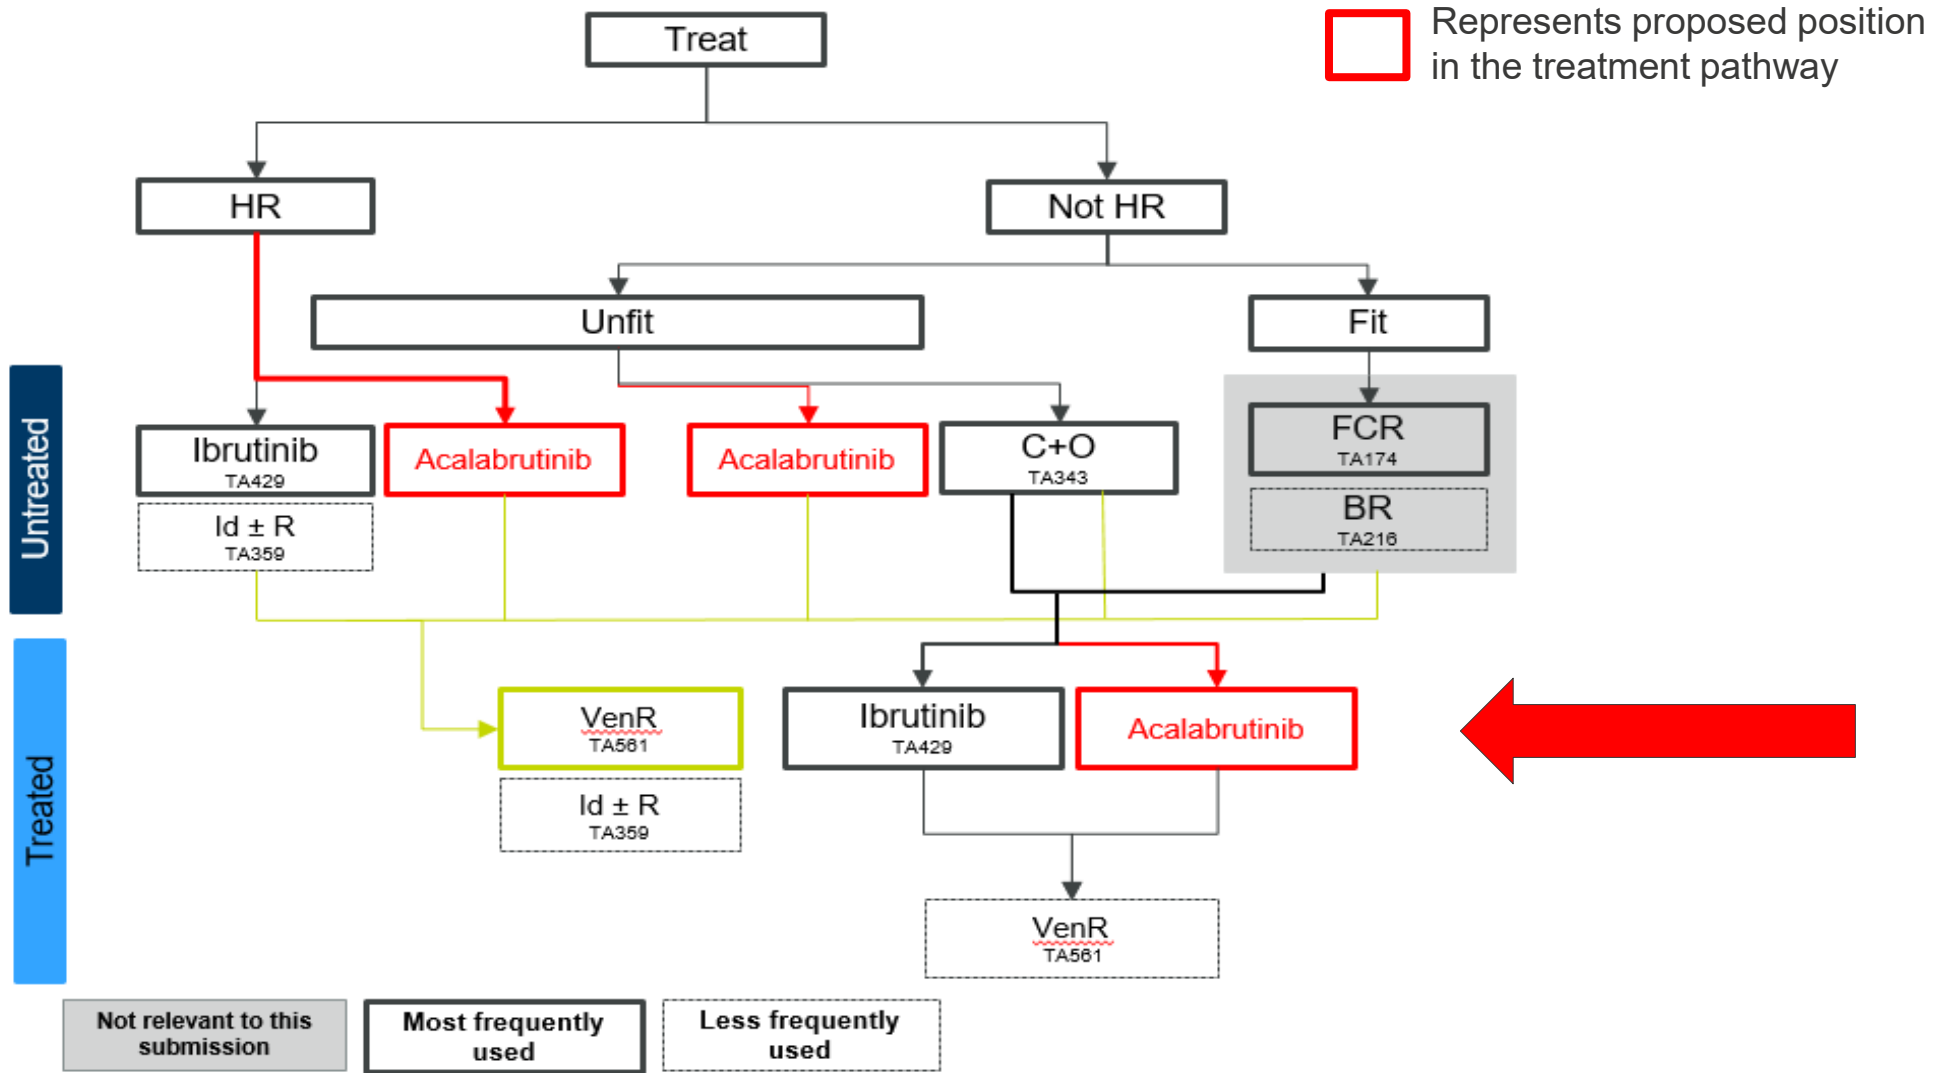 Represents proposed position
in the treatment pathway
Treat
HR
Not HR
Unfit
Fit
Untreated
Ibrutinib
TA429
Acalabrutinib
Acalabrutinib
C+O
TA343
FCR
TA174
Id ± R
TA359
BR
TA216
Treated
VenR
TA561
Ibrutinib
TA429
Acalabrutinib
Id ± R
TA359
VenR
TA561
Not relevant to this
submission
Most frequently
used
Less frequently
used